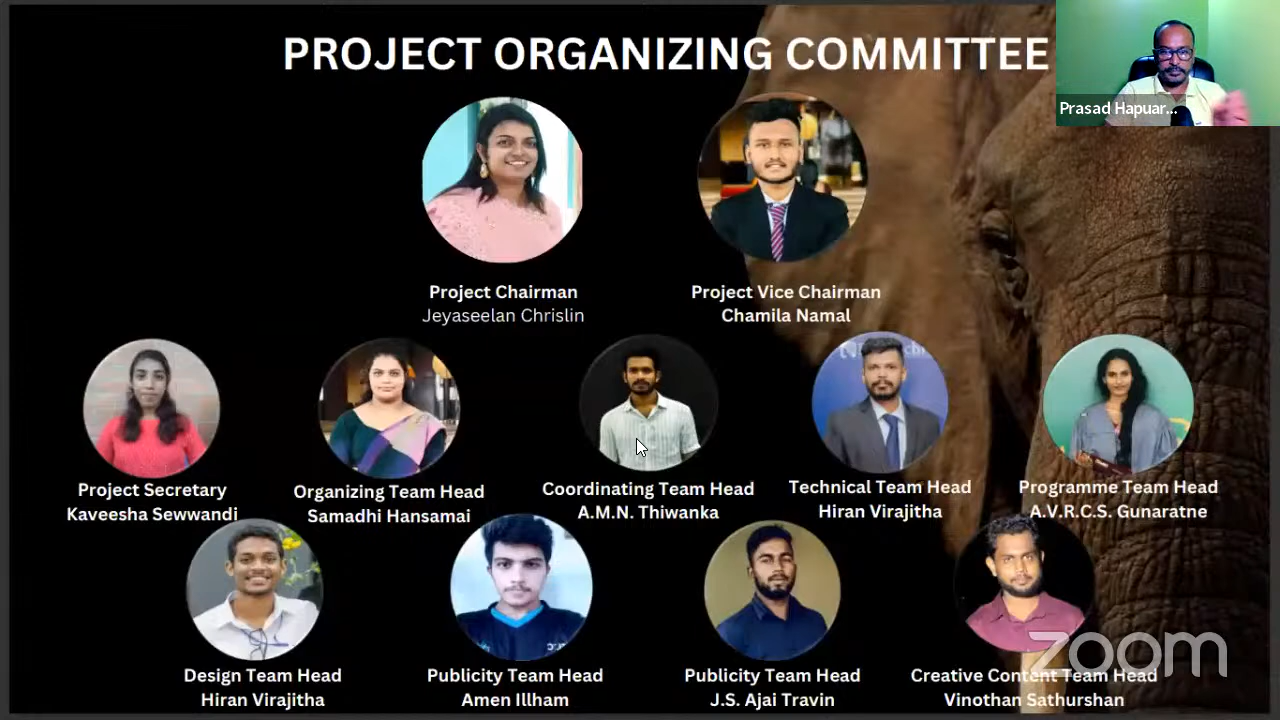 PROJECT ORGANIZING COMMITTEE
Prasad Hapuar...
Project Chairman
Jeyaseelan Chrislin
Project Vice Chairman
Chamila Namal
Project Secretary
Kaveesha Sewwandi
Organizing Team Head
Samadhi Hansamai
Coordinating Team Head
A.M.N. Thiwanka
Technical Team Head
Hiran Virajitha
Programme Team Head
A.V.R.C.S. Gunaratne
Design Team Head
Hiran Virajitha
Publicity Team Head
Amen Illham
Publicity Team Head
J.S. Ajai Travin
Creative Content Team Head
Vinothan Sathurshan
zoom